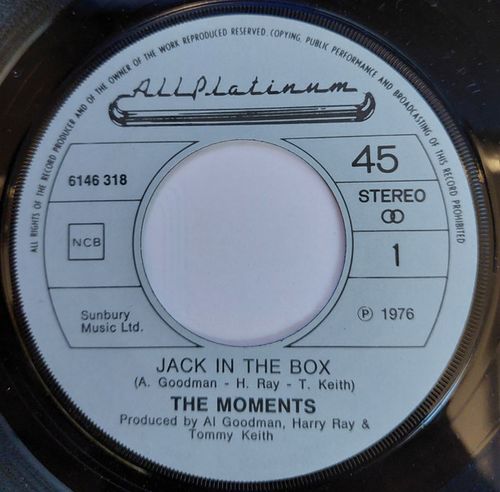 ALL RIGHTS OF THE RECORD PRODUCER AND OF THE OWNER OF THE WORK REPRODUCED RESERVED. COPYING, PUBLIC PERFORMANCE AND BROADCASTING OF THIS RECORD PROHIBITED
All Platinum
6146 318
45
STEREO
NCB
1
Sunbury
Music Ltd.
℗ 1976
JACK IN THE BOX
(A. Goodman - H. Ray - T. Keith)
THE MOMENTS
Produced by Al Goodman, Harry Ray &
Tommy Keith